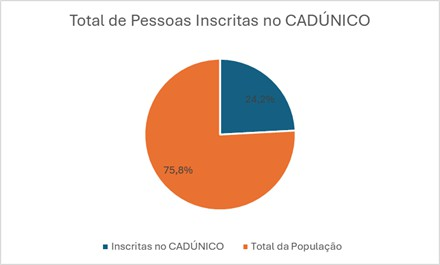 Total de Pessoas Inscritas no CADÚNICO
24,2%
75,8%
Inscritas no CADÚNICO
Total da População